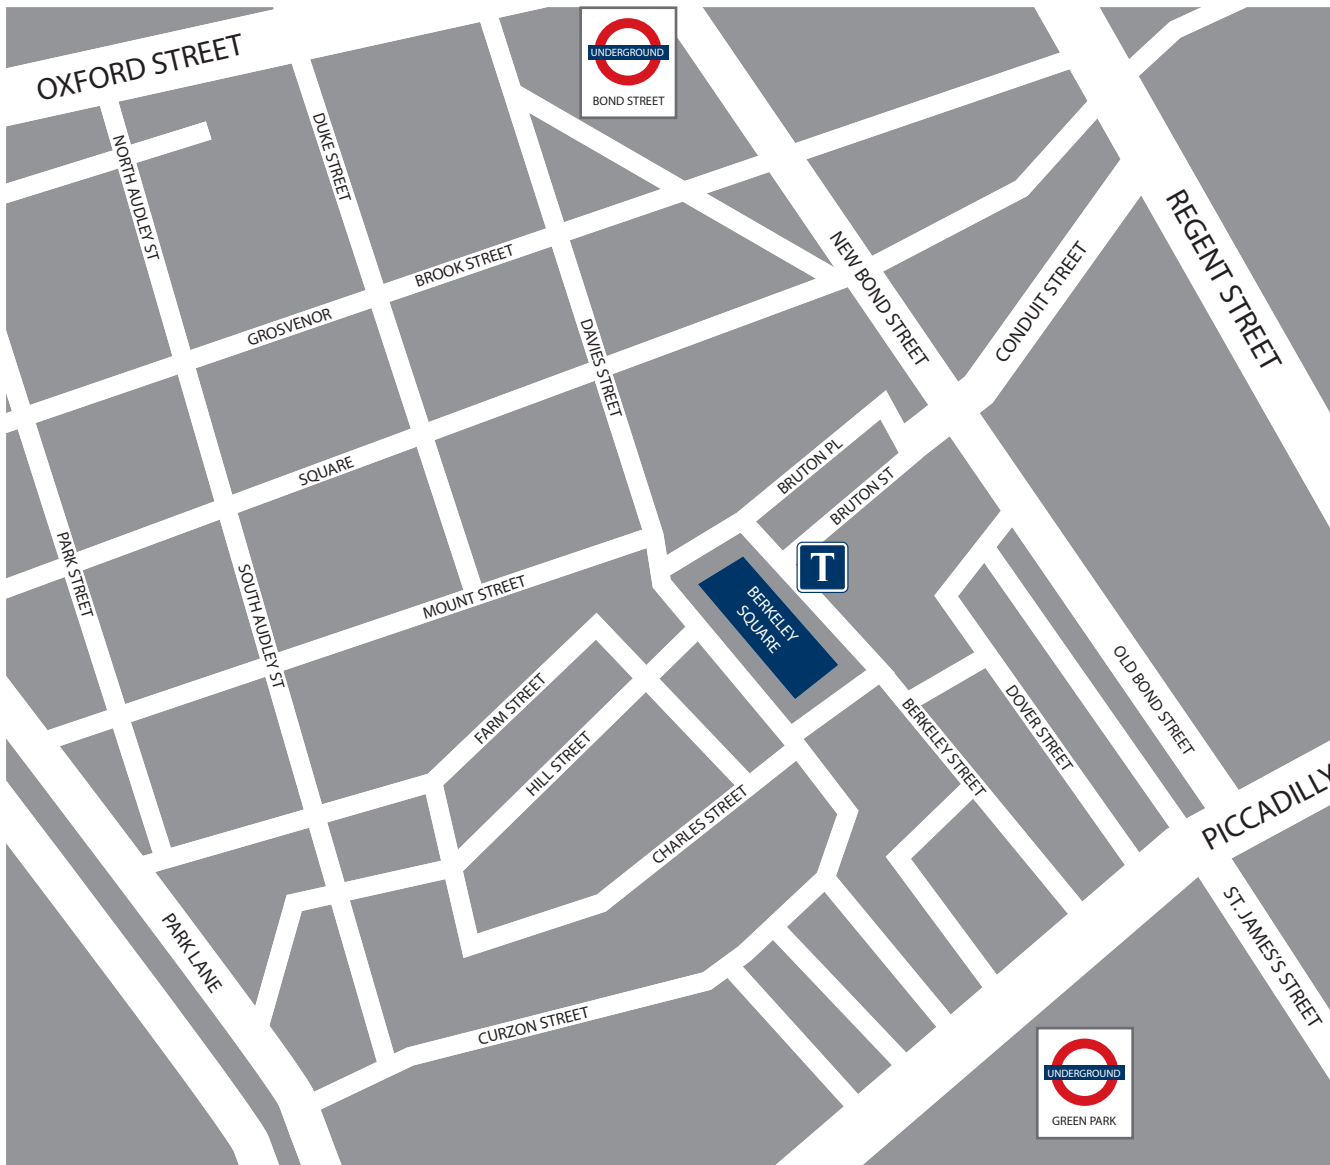 UNDERGROUND
BOND STREET
OXFORD STREET
NORTH AUDLEY ST
DUKE STREET
BROOK STREET
GROSVENOR
NEW BOND STREET
REGENT STREET
CONDUIT STREET
DAVIES STREET
SQUARE
BRUTON PL
BRUTON ST
T
PARK STREET
SOUTH AUDLEY ST
MOUNT STREET
BERKELEY
SQUARE
FARM STREET
HILL STREET
CHARLES STREET
BERKELEY STREET
DOVER STREET
OLD BOND STREET
PICCADILLY
PARK LANE
CURZON STREET
ST. JAMES'S STREET
UNDERGROUND
GREEN PARK